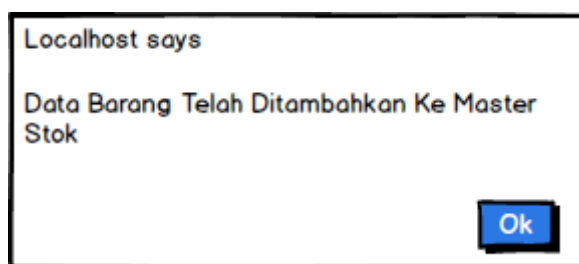 Localhost says
Data Barang Telah Ditambahkan Ke Master
Stok
Ok